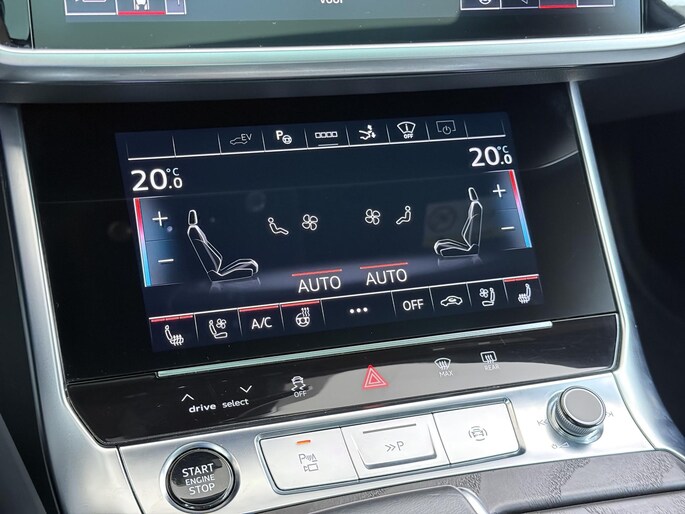 voor
EV
P
OFF
20.0 °C
20.0 °C
+
+
−
−
AUTO
AUTO
A/C
OFF
OFF
MAX
REAR
drive select
P
>>P
START
ENGINE
STOP